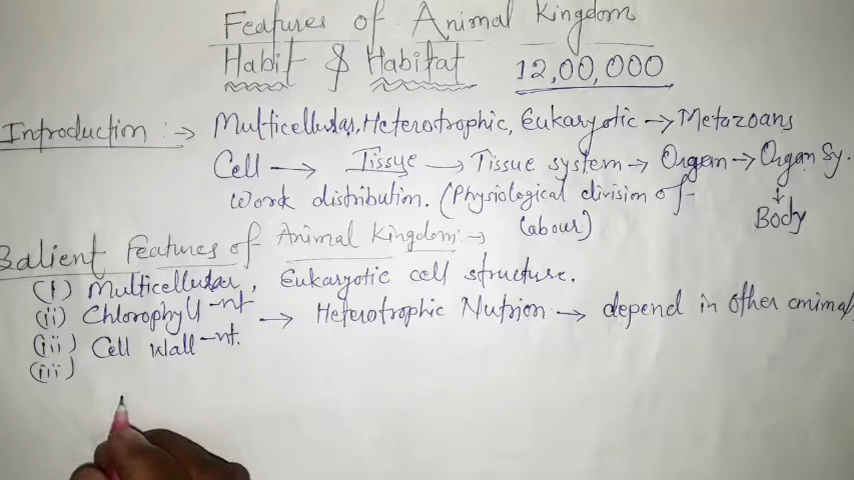 Features of Animal Kingdom
Habit & Habitat 12,00,000
Introduction :→ Multicellular, Heterotrophic, Eukaryotic → Metazoans
Cell → Tissue → Tissue system → Organ → Organ Sy.
Work distribution. (Physiological division of labour) ↓ Body
Salient Features of Animal Kingdom :→
(i) Multicellular, Eukaryotic cell structure.
(ii) Chlorophyll -nt → Heterotrophic Nutrion → depend in other animal
(iii) Cell Wall -nt.
(iii)